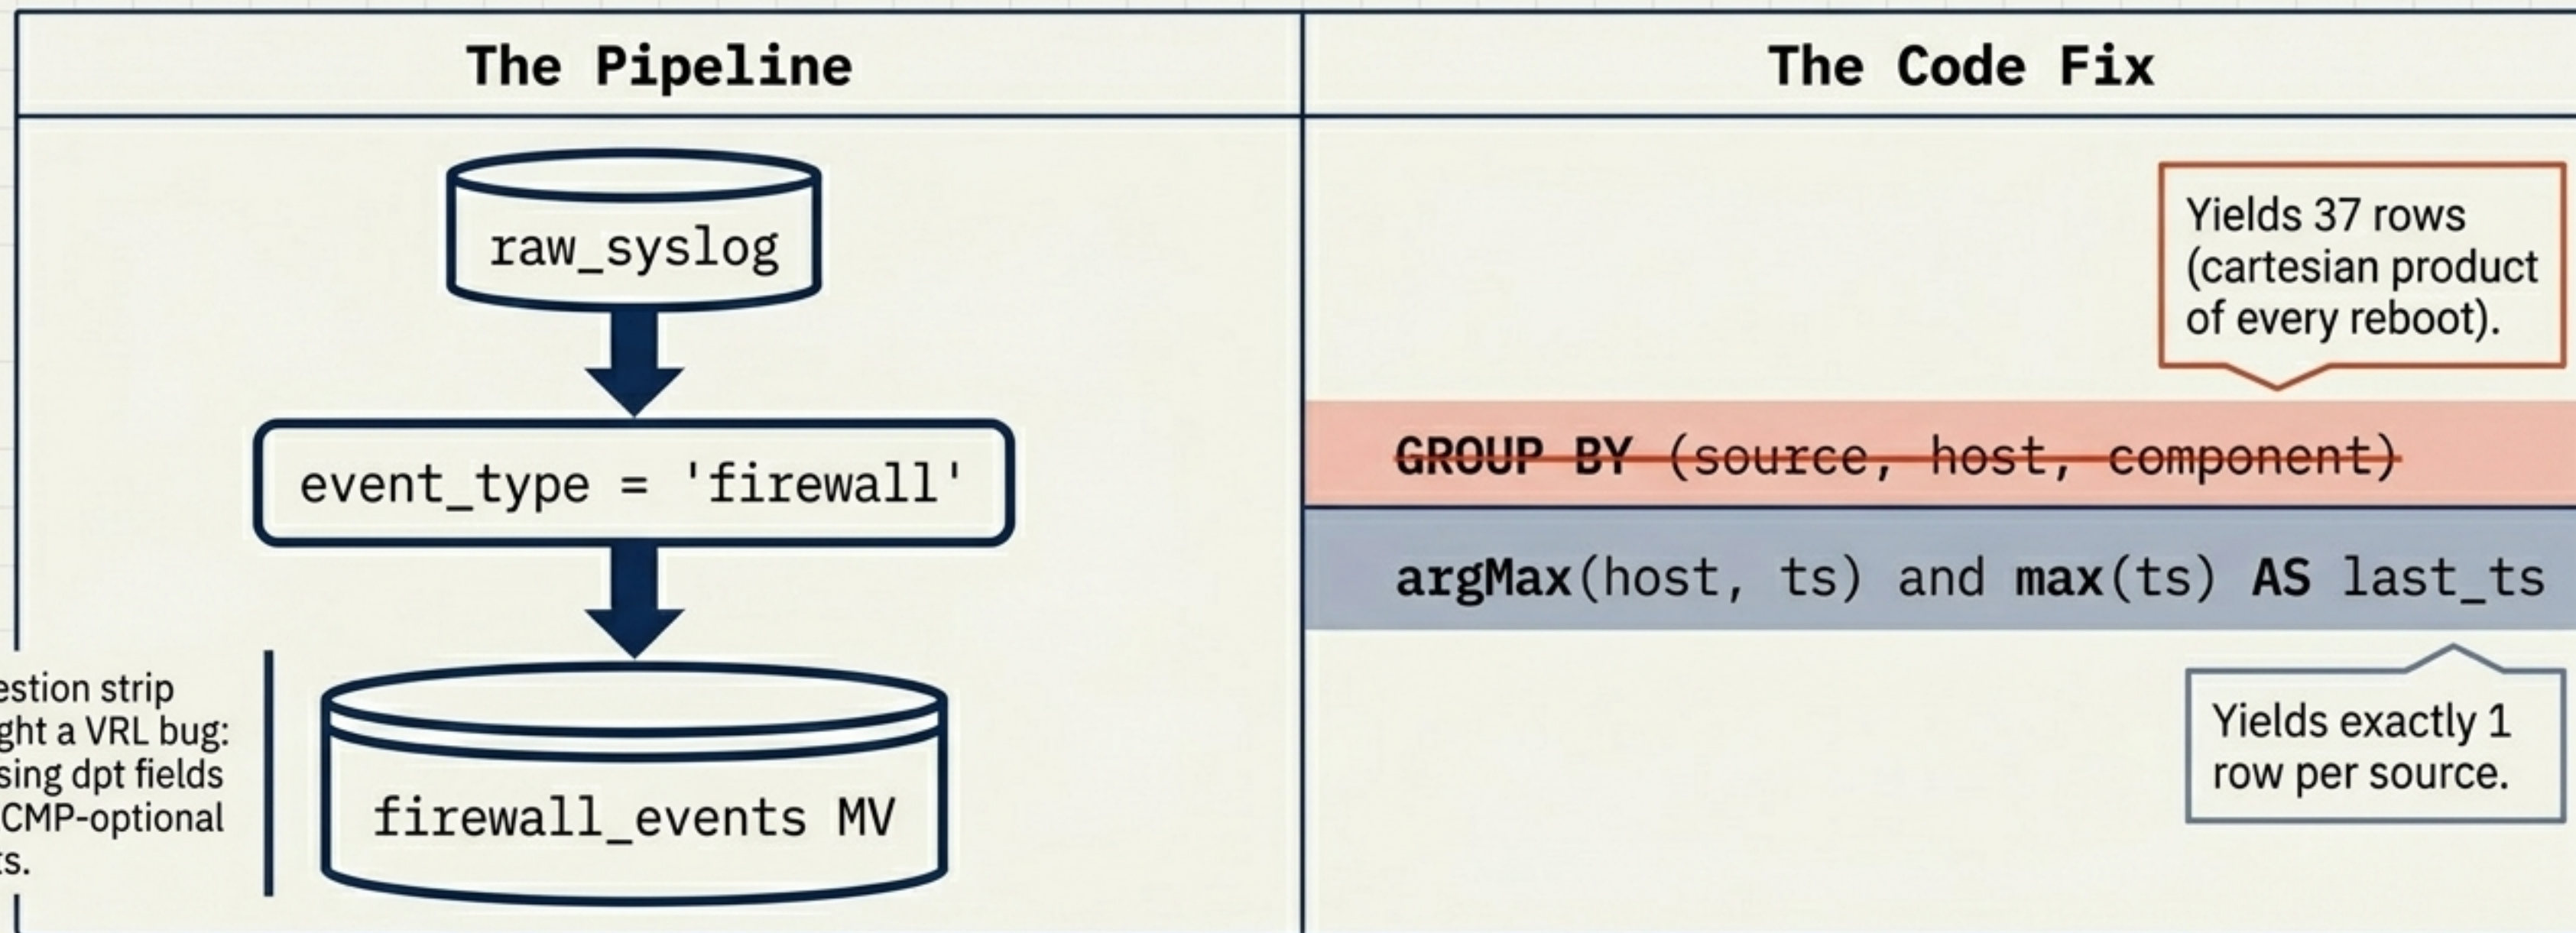 The Pipeline
raw_syslog
event_type = 'firewall'
firewall_events MV
estion strip
ght a VRL bug:
sing dpt fields
CMP-optional
ts.
The Code Fix
Yields 37 rows
(cartesian product
of every reboot).
GROUP BY (source, host, component)
argMax(host, ts) and max(ts) AS last_ts
Yields exactly 1
row per source.